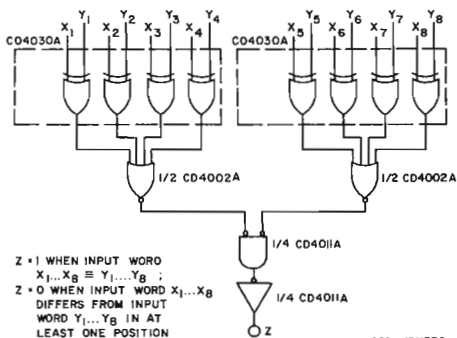 X1 Y1 X2 Y2 X3 Y3 X4 Y4 X5 Y5 X6 Y6 X7 Y7 X8 Y8
CO4030A CO4030A
1/2 CD4002A 1/2 CD4002A
1/4 CD4011A
1/4 CD4011A
Z
Z = 1 WHEN INPUT WORD
X1...X8 ≡ Y1....Y8 ;
Z = 0 WHEN INPUT WORD X1...X8
DIFFERS FROM INPUT
WORD Y1...Y8 IN AT
LEAST ONE POSITION